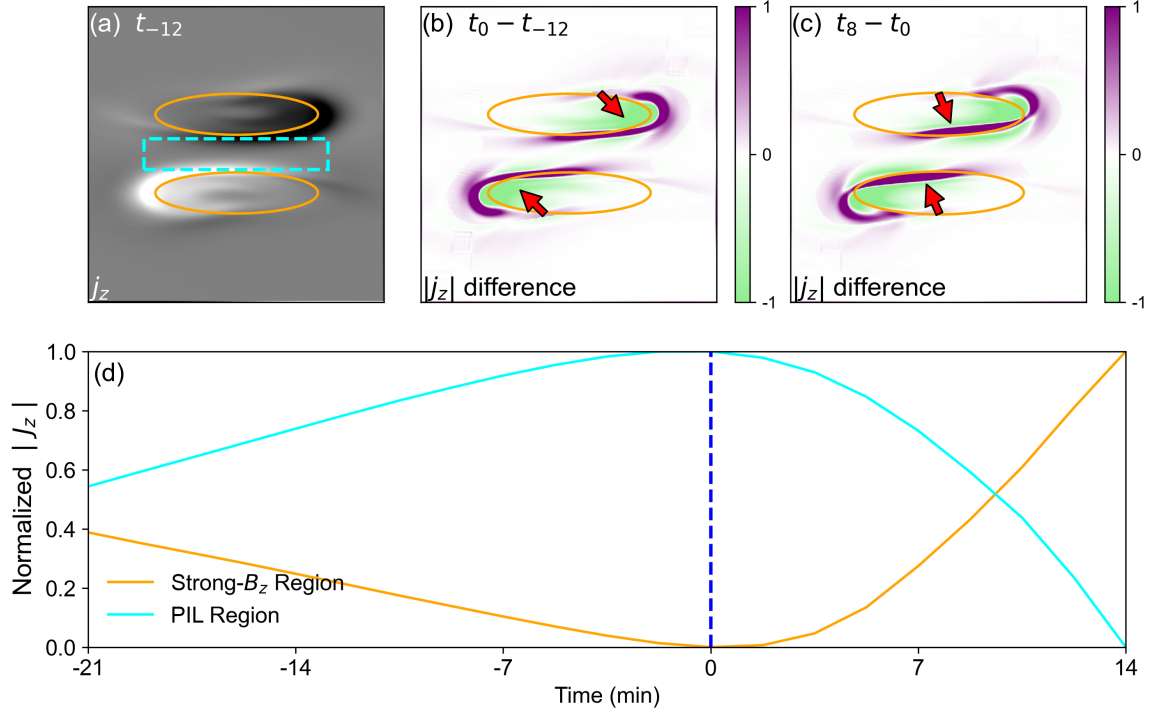 (a) t₋₁₂
j_z
(b) t₀ − t₋₁₂
|j_z| difference
1
0
-1
(c) t₈ − t₀
|j_z| difference
1
0
-1
(d)
Normalized |J_z|
1.0
0.8
0.6
0.4
0.2
0.0
Strong-B_z Region
PIL Region
-21
-14
-7
0
7
14
Time (min)